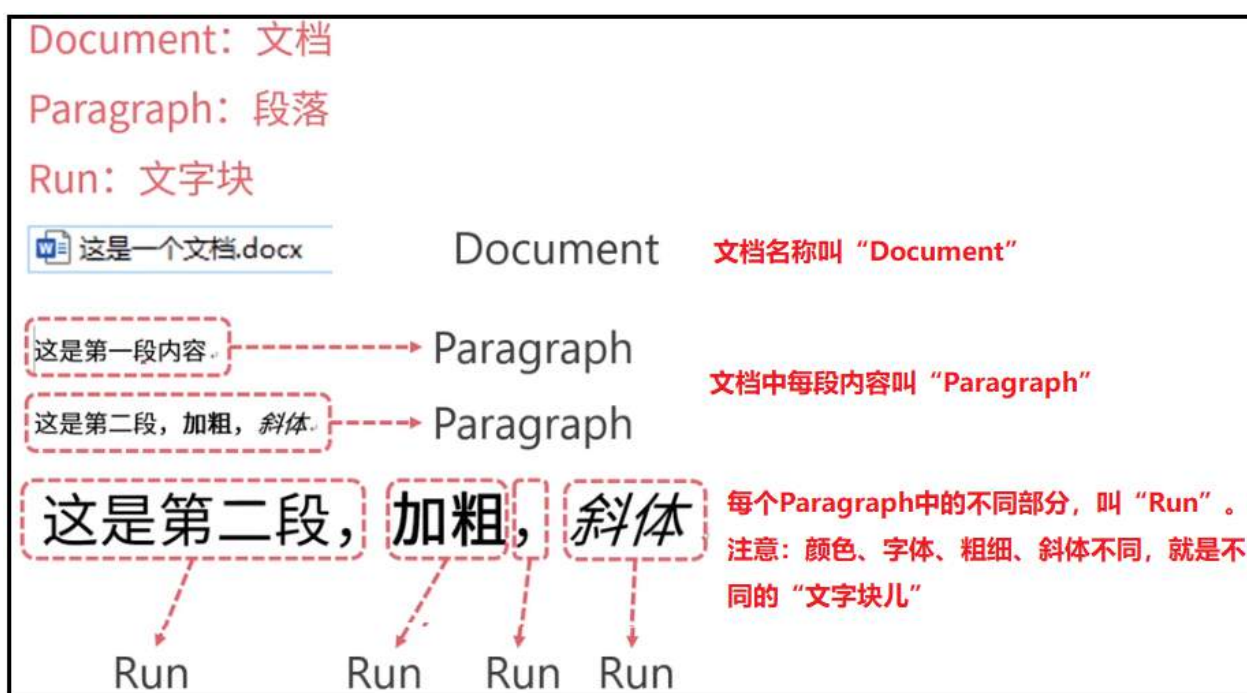 Document：文档
Paragraph：段落
Run：文字块
这是一个文档.docx Document 文档名称叫“Document”
这是第一段内容 Paragraph
文档中每段内容叫“Paragraph”
这是第二段，加粗，斜体 Paragraph
这是第二段，加粗，斜体
每个Paragraph中的不同部分，叫“Run”。
注意：颜色、字体、粗细、斜体不同，就是不
同的“文字块儿”
Run Run Run Run